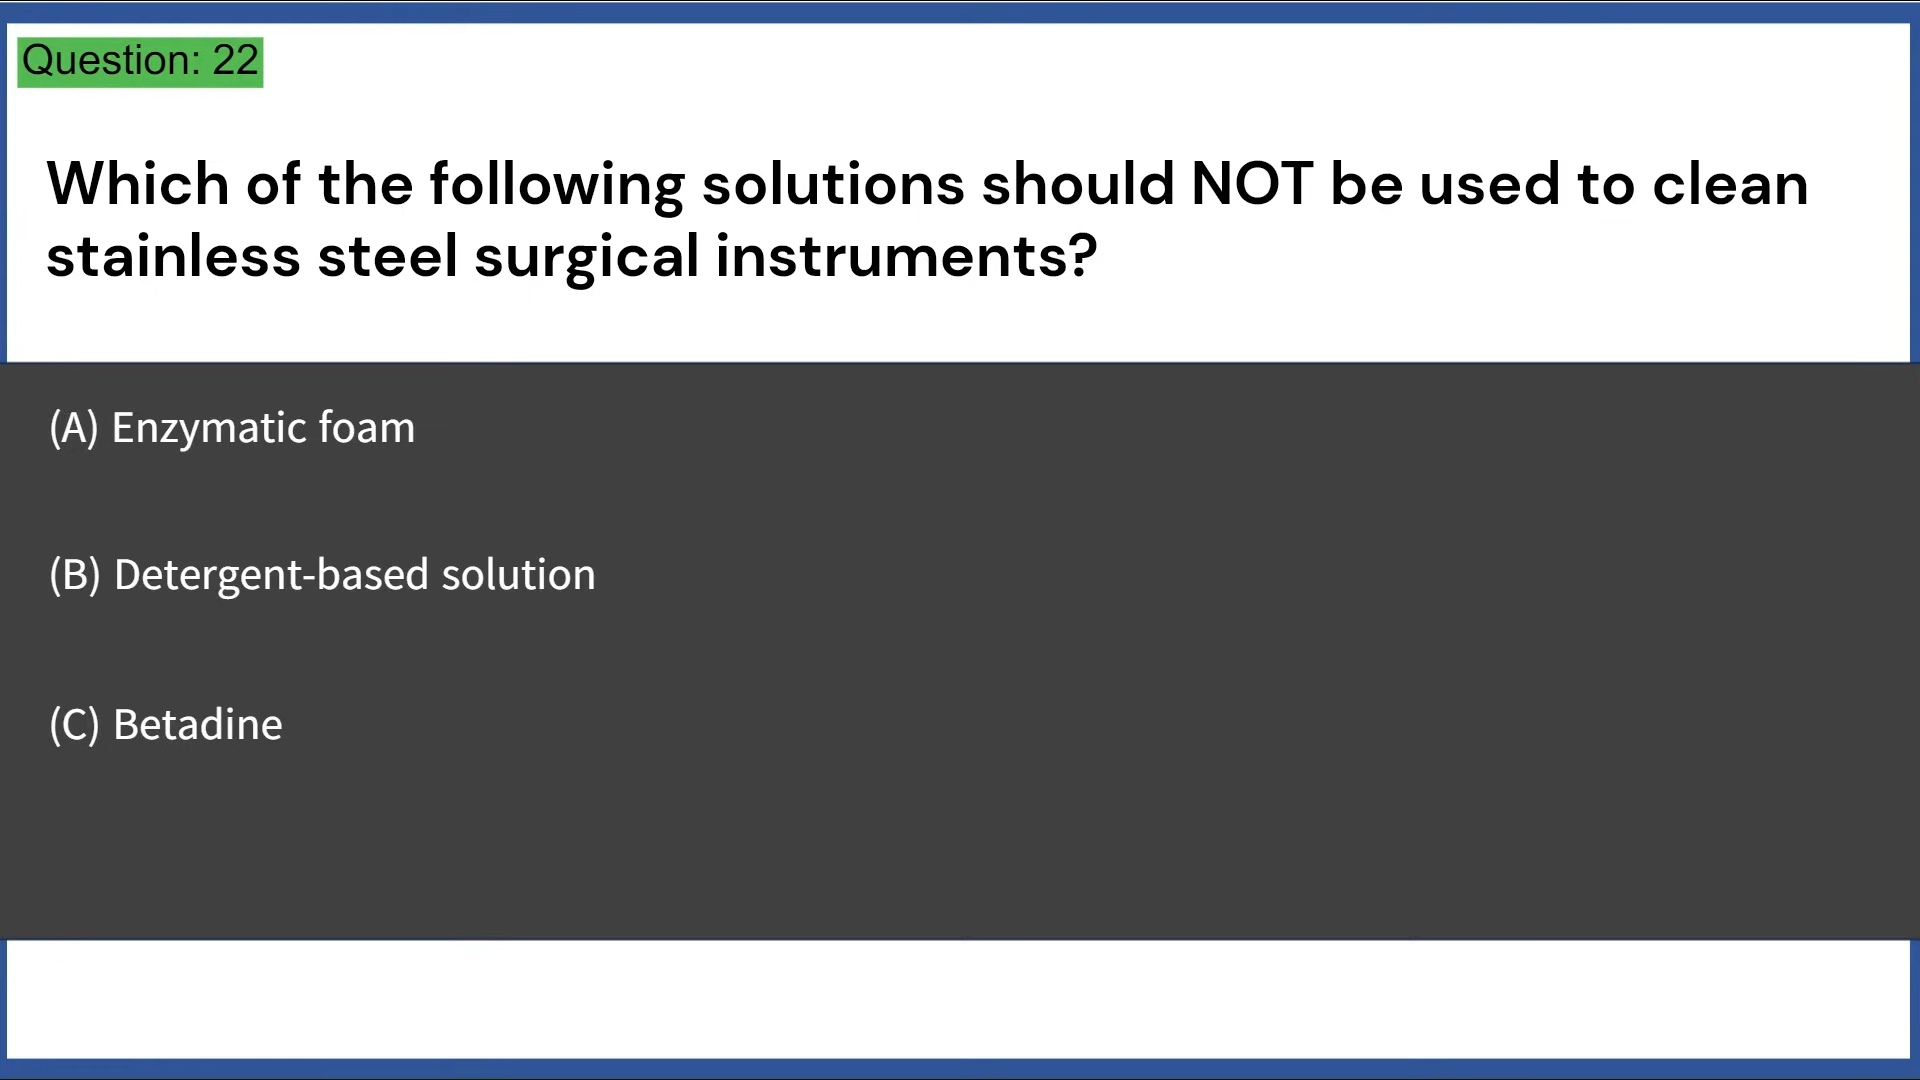 Question: 22
Which of the following solutions should NOT be used to clean
stainless steel surgical instruments?
(A) Enzymatic foam
(B) Detergent-based solution
(C) Betadine